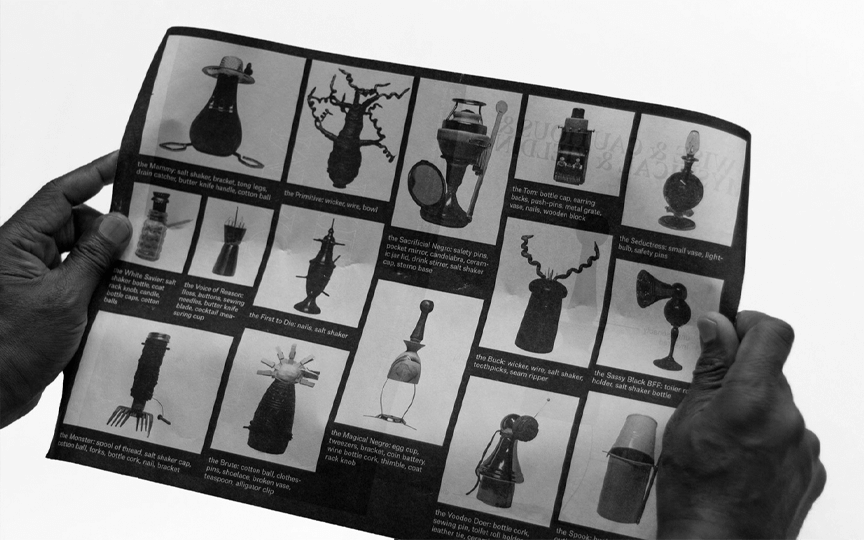 the Mammy: salt shaker, bracket, tong legs,
drain catcher, butter knife handle, cotton ball
the Primitive: wicker, wire, bowl
the Sacrificial Negro: safety pins,
pocket mirror, candelabra, ceram-
ic jar lid, drink stirrer, salt shaker
cap, sterno base
the Tom: bottle cap, earring
backs, push-pins, metal grate,
vase, nails, wooden block
the Seductress: small vase, light-
bulb, safety pins
the White Savior: salt
shaker bottle, coat
rack knob, candle,
bottle caps, cotton
balls
the Voice of Reason:
floss, buttons, sewing
needles, butter knife
blade, cocktail mea-
suring cup
the First to Die: nails, salt shaker
the Buck: wicker, wire, salt shaker,
toothpicks, seam ripper
the Sassy Black BFF: toilet
holder, salt shaker bottle
the Monster: spool of thread, salt shaker cap,
cotton ball, forks, bottle cork, nail, bracket
the Brute: cotton ball, clothes-
pins, shoelace, broken vase,
teaspoon, alligator clip
the Magical Negro: egg cup,
tweezers, bracket, coin battery,
wine bottle cork, thimble, coat
rack knob
the Voodoo Doer: bottle cork,
sewing pin, toilet roll holder,
leather tie,
the Spook: